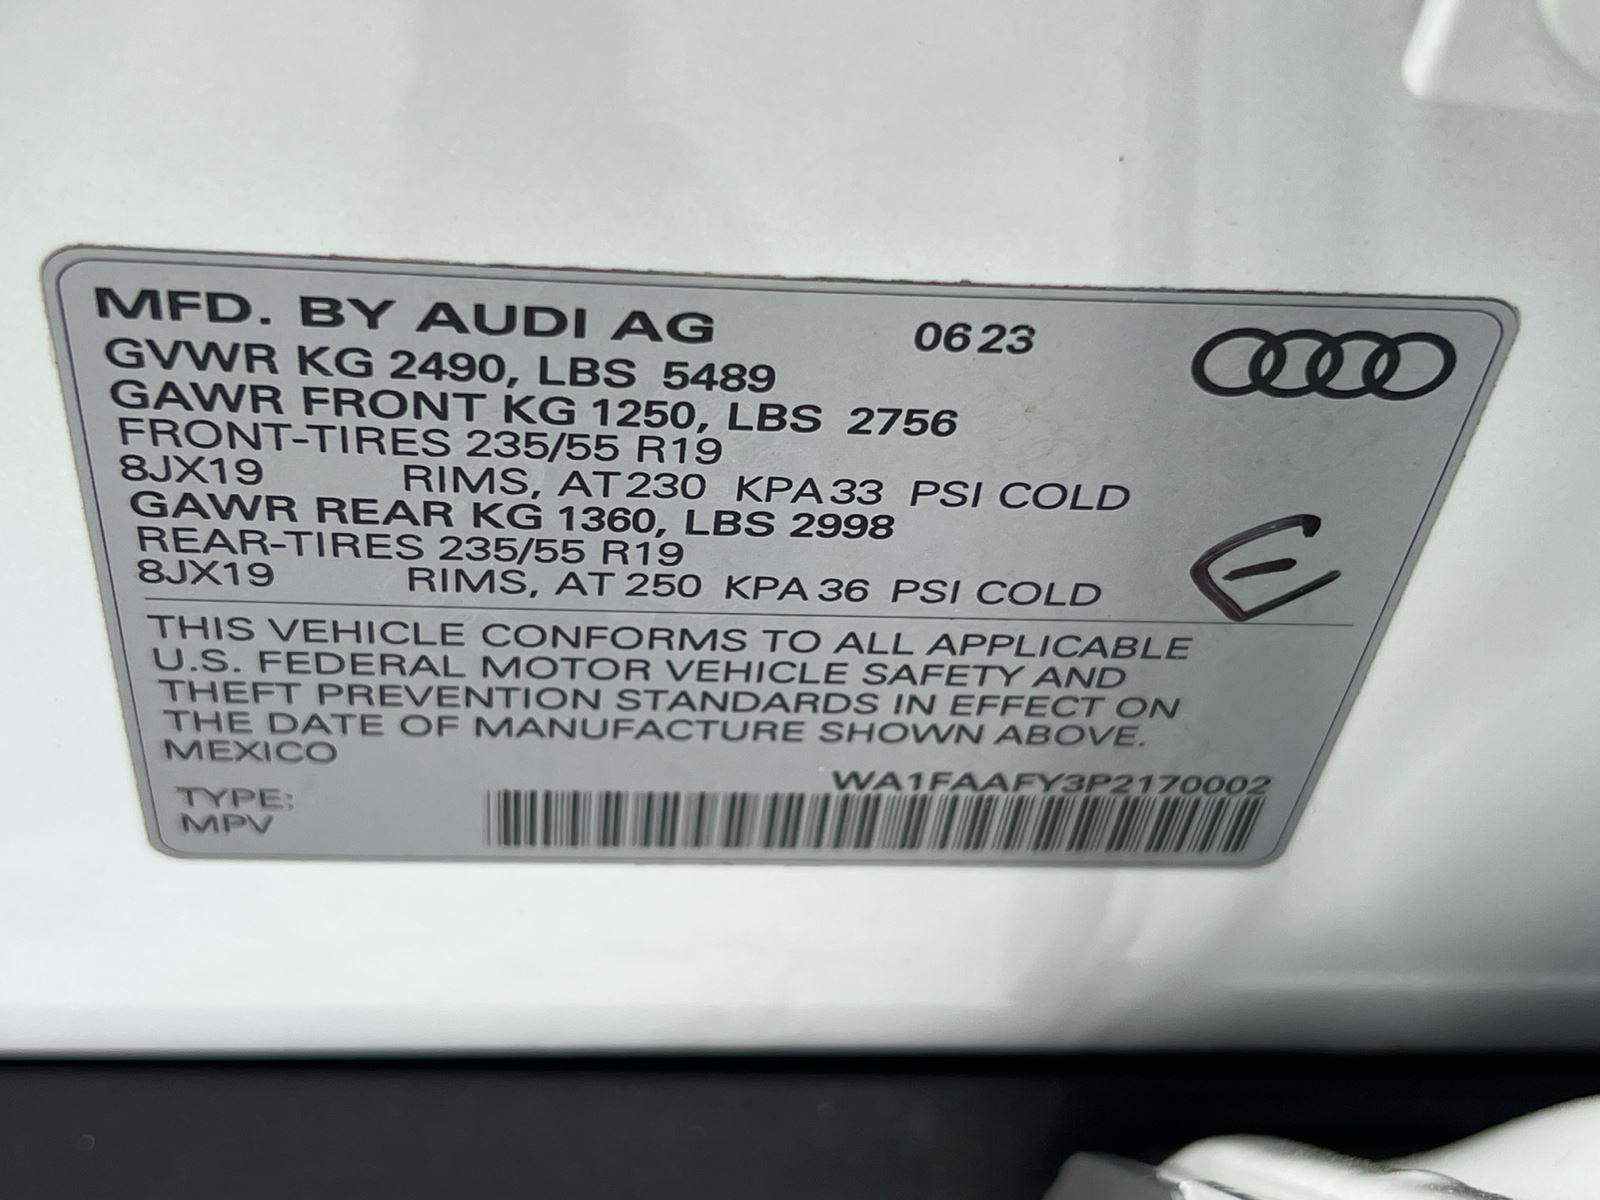 MFD. BY AUDI AG 0623
GVWR KG 2490, LBS 5489
GAWR FRONT KG 1250, LBS 2756
FRONT-TIRES 235/55 R19
8JX19 RIMS, AT 230 KPA 33 PSI COLD
GAWR REAR KG 1360, LBS 2998
REAR-TIRES 235/55 R19
8JX19 RIMS, AT 250 KPA 36 PSI COLD
E
THIS VEHICLE CONFORMS TO ALL APPLICABLE
U.S. FEDERAL MOTOR VEHICLE SAFETY AND
THEFT PREVENTION STANDARDS IN EFFECT ON
THE DATE OF MANUFACTURE SHOWN ABOVE.
MEXICO
WA1FAAFY3P2170002
TYPE:
MPV